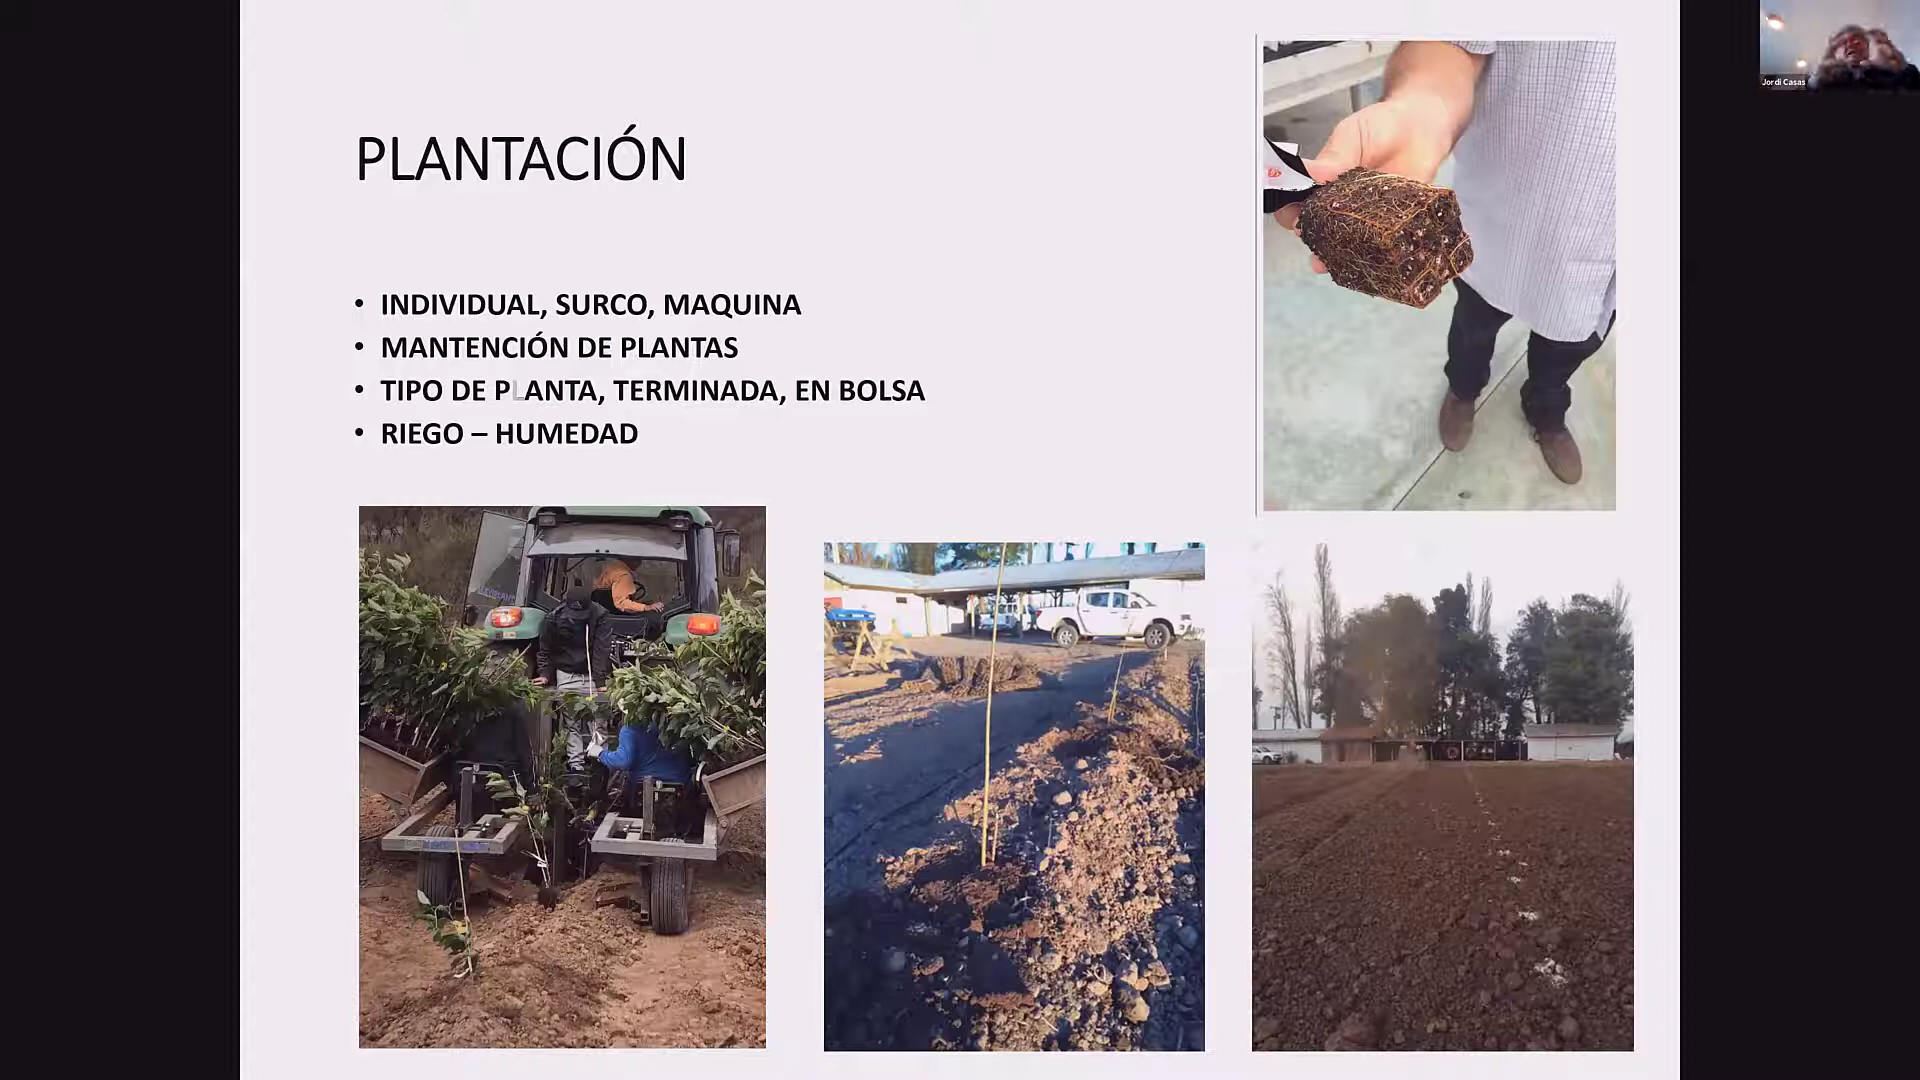 PLANTACIÓN
• INDIVIDUAL, SURCO, MAQUINA
• MANTENCIÓN DE PLANTAS
• TIPO DE PLANTA, TERMINADA, EN BOLSA
• RIEGO – HUMEDAD
Jordi Casas